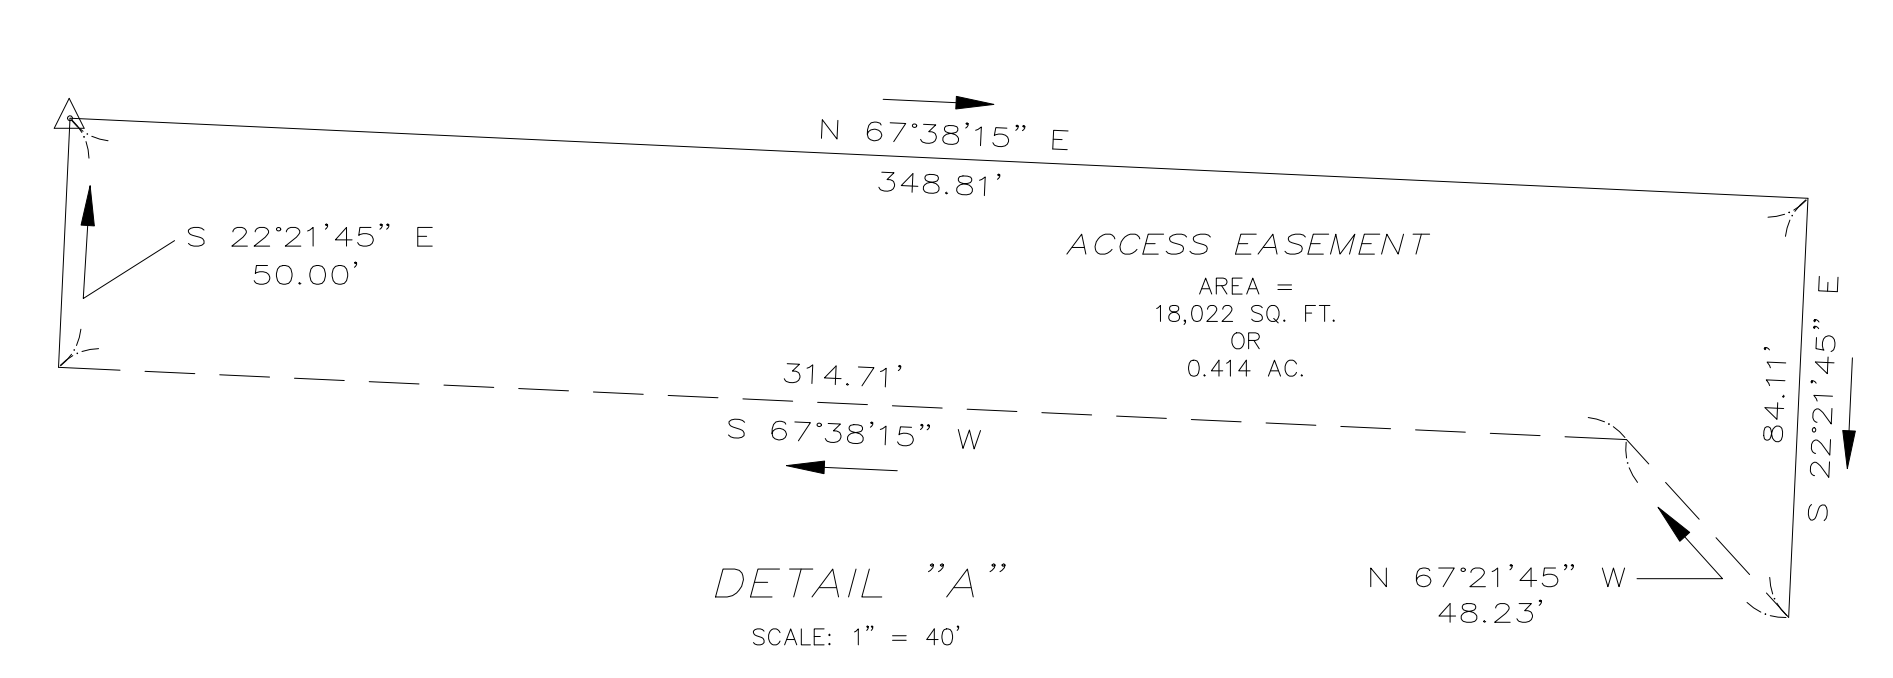 N 67°38'15" E
348.81'
S 22°21'45" E
50.00'
ACCESS EASEMENT
AREA =
18,022 SQ. FT.
OR
0.414 AC.
314.71'
S 67°38'15" W
84.11'
S 22°21'45" E
N 67°21'45" W
48.23'
DETAIL "A"
SCALE: 1" = 40'